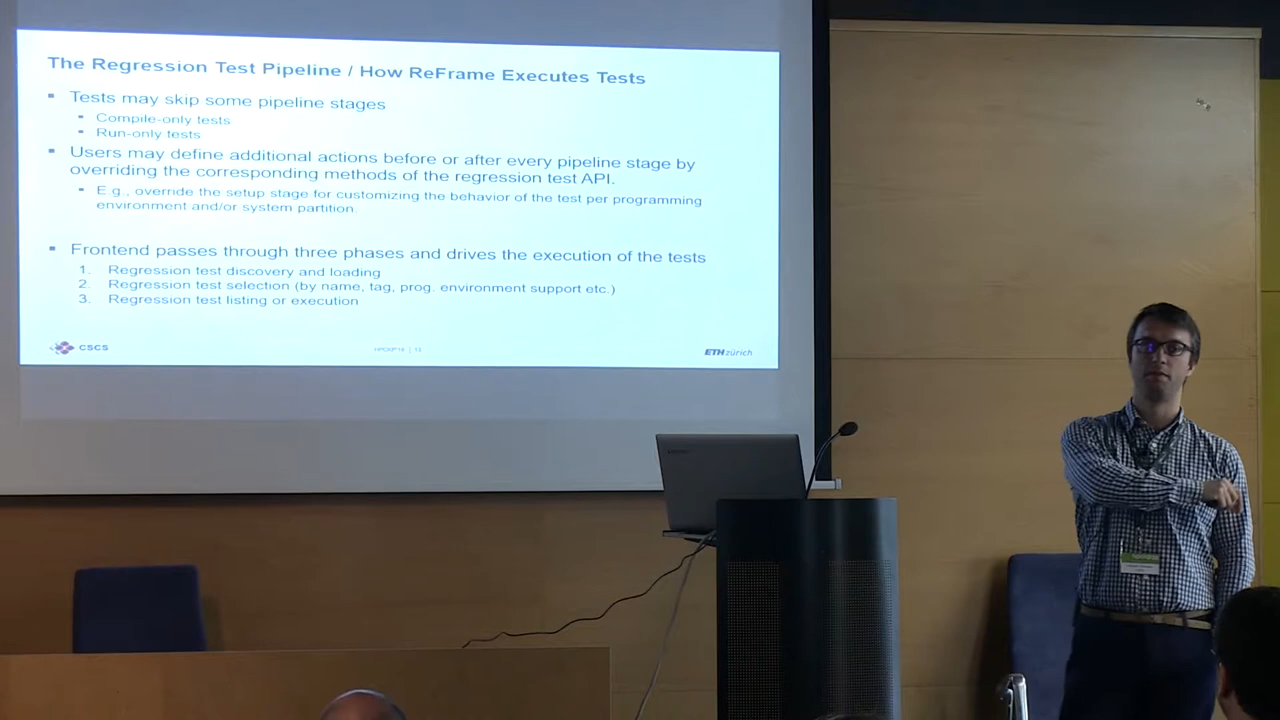 The Regression Test Pipeline / How ReFrame Executes Tests
Tests may skip some pipeline stages
Compile-only tests
Run-only tests
Users may define additional actions before or after every pipeline stage by
overriding the corresponding methods of the regression test API.
E.g., override the setup stage for customizing the behavior of the test per programming
environment and/or system partition.
Frontend passes through three phases and drives the execution of the tests
1. Regression test discovery and loading
2. Regression test selection (by name, tag, prog. environment support etc.)
3. Regression test listing or execution
CSCS
ETH zürich